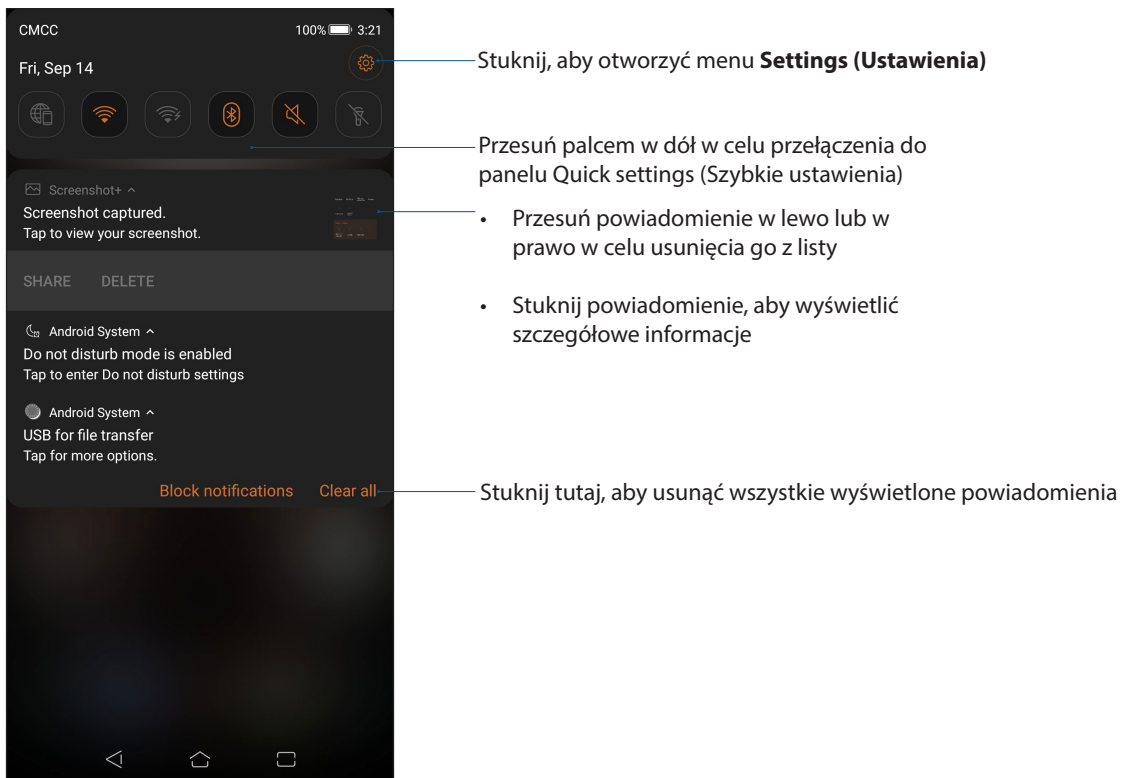 CMCC 100% 3:21
Fri, Sep 14
Screenshot+
Screenshot captured.
Tap to view your screenshot.
SHARE DELETE
Android System
Do not disturb mode is enabled
Tap to enter Do not disturb settings
Android System
USB for file transfer
Tap for more options.
Block notifications Clear all
Stuknij, aby otworzyć menu Settings (Ustawienia)
Przesuń palcem w dół w celu przełączenia do
panelu Quick settings (Szybkie ustawienia)
• Przesuń powiadomienie w lewo lub w
prawo w celu usunięcia go z listy
• Stuknij powiadomienie, aby wyświetlić
szczegółowe informacje
Stuknij tutaj, aby usunąć wszystkie wyświetlone powiadomienia